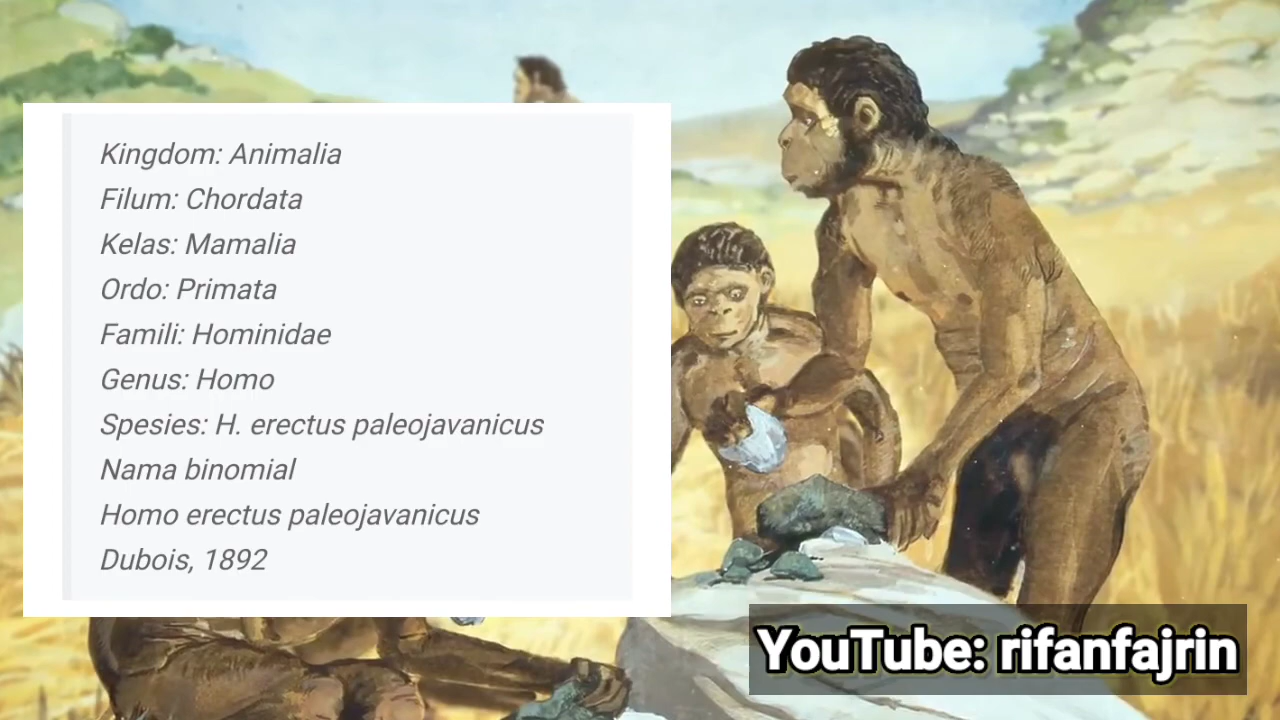 Kingdom: Animalia
Filum: Chordata
Kelas: Mamalia
Ordo: Primata
Famili: Hominidae
Genus: Homo
Spesies: H. erectus paleojavanicus
Nama binomial
Homo erectus paleojavanicus
Dubois, 1892
YouTube: rifanfajrin